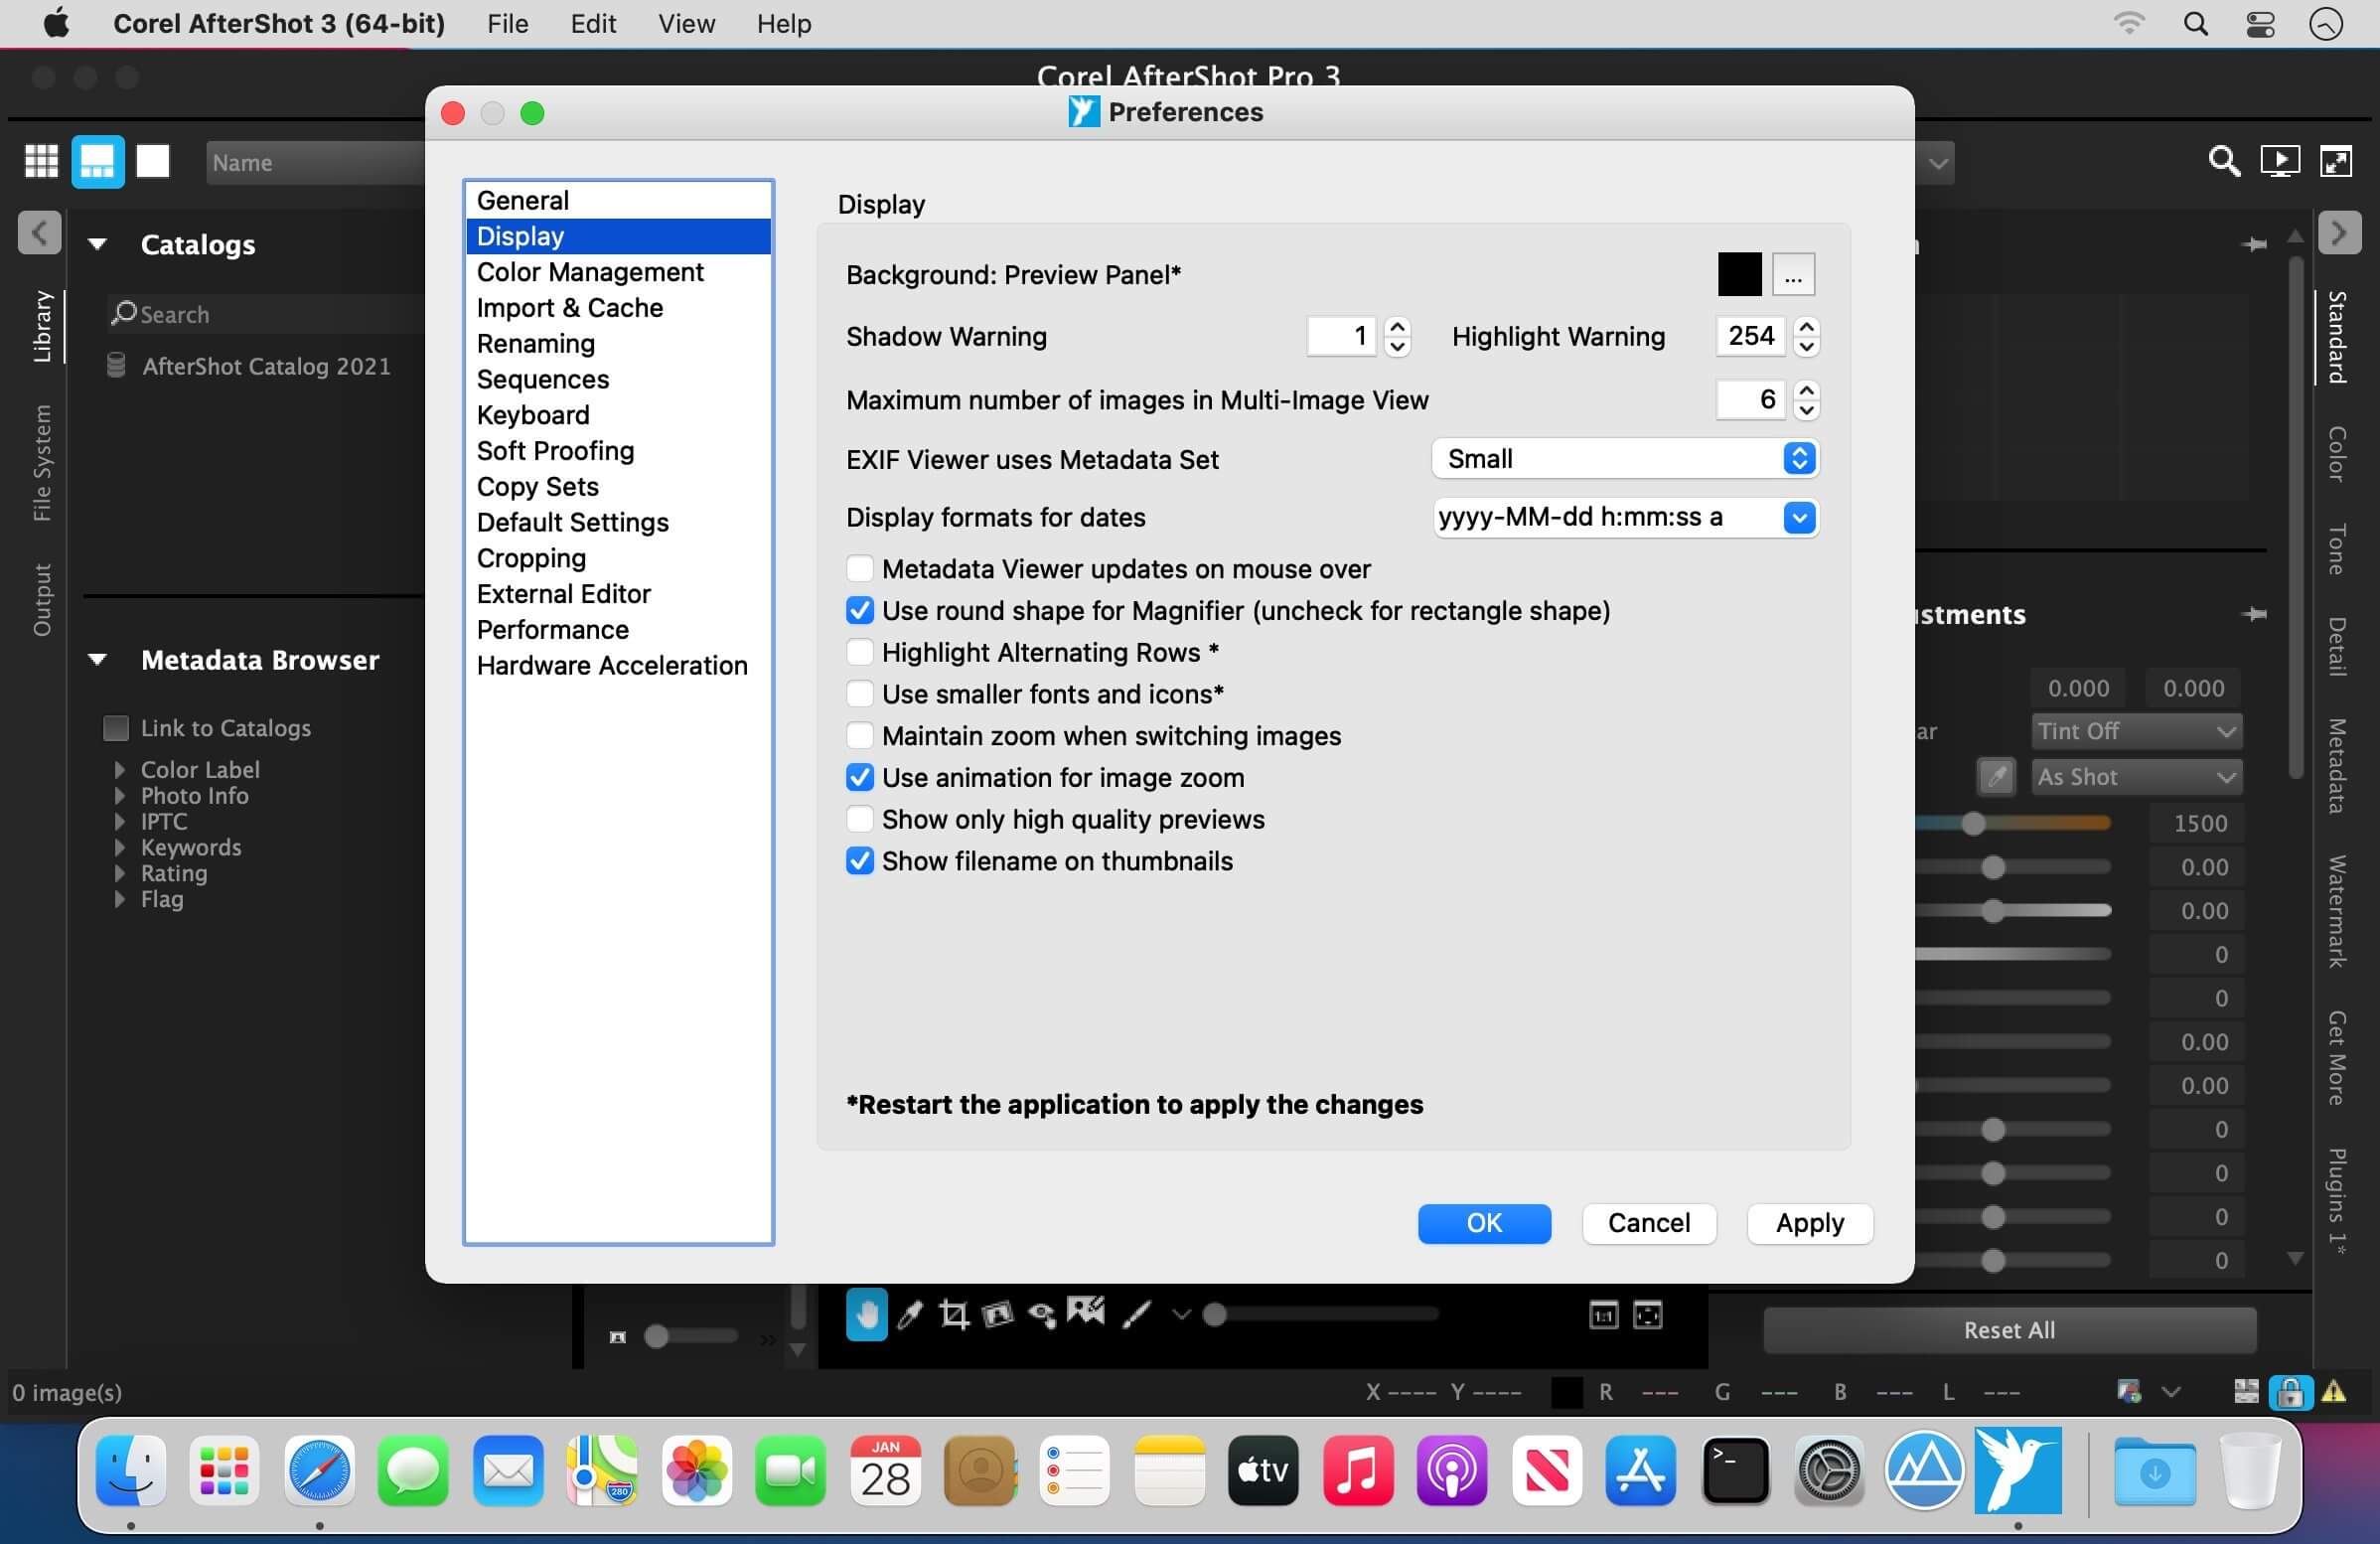 Corel AfterShot 3 (64-bit) File Edit View Help
Corel AfterShot Pro 3
Preferences
Name
Catalogs
Search
AfterShot Catalog 2021
Library
File System
Output
Metadata Browser
Link to Catalogs
Color Label
Photo Info
IPTC
Keywords
Rating
Flag
General
Display
Color Management
Import & Cache
Renaming
Sequences
Keyboard
Soft Proofing
Copy Sets
Default Settings
Cropping
External Editor
Performance
Hardware Acceleration
Display
Background: Preview Panel*
...
Shadow Warning 1 Highlight Warning 254
Maximum number of images in Multi-Image View 6
EXIF Viewer uses Metadata Set Small
Display formats for dates yyyy-MM-dd h:mm:ss a
Metadata Viewer updates on mouse over
Use round shape for Magnifier (uncheck for rectangle shape)
Highlight Alternating Rows *
Use smaller fonts and icons*
Maintain zoom when switching images
Use animation for image zoom
Show only high quality previews
Show filename on thumbnails
*Restart the application to apply the changes
OK Cancel Apply
stments
0.000 0.000
ar Tint Off
As Shot
1500
0.00
0.00
0
0
0.00
0.00
0
0
0
0
Standard
Color
Tone
Detail
Metadata
Watermark
Get More
Plugins 1*
1:1
Reset All
0 image(s)
X ---- Y ---- R --- G --- B --- L ---
JAN
28
280
tv
>_